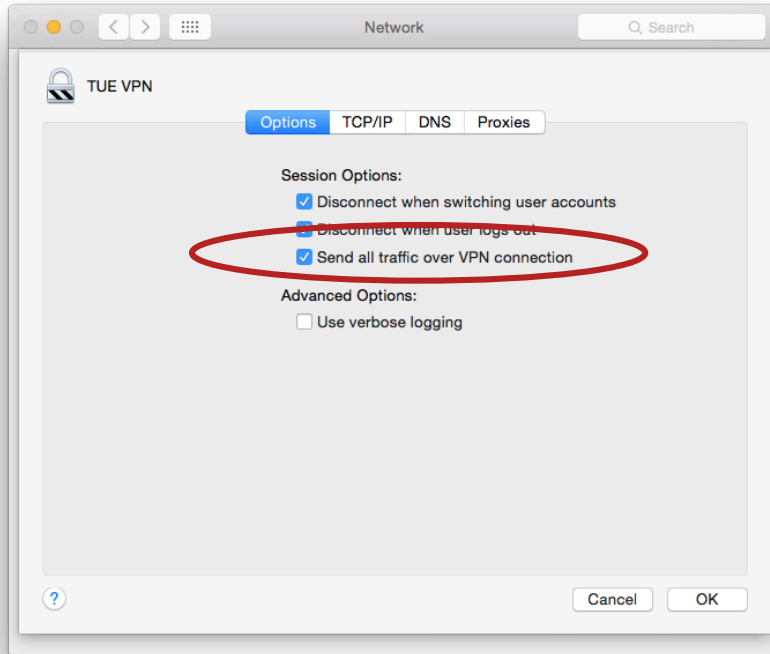 Network
Search
TUE VPN
Options TCP/IP DNS Proxies
Session Options:
Disconnect when switching user accounts
Disconnect when user logs out
Send all traffic over VPN connection
Advanced Options:
Use verbose logging
? Cancel OK